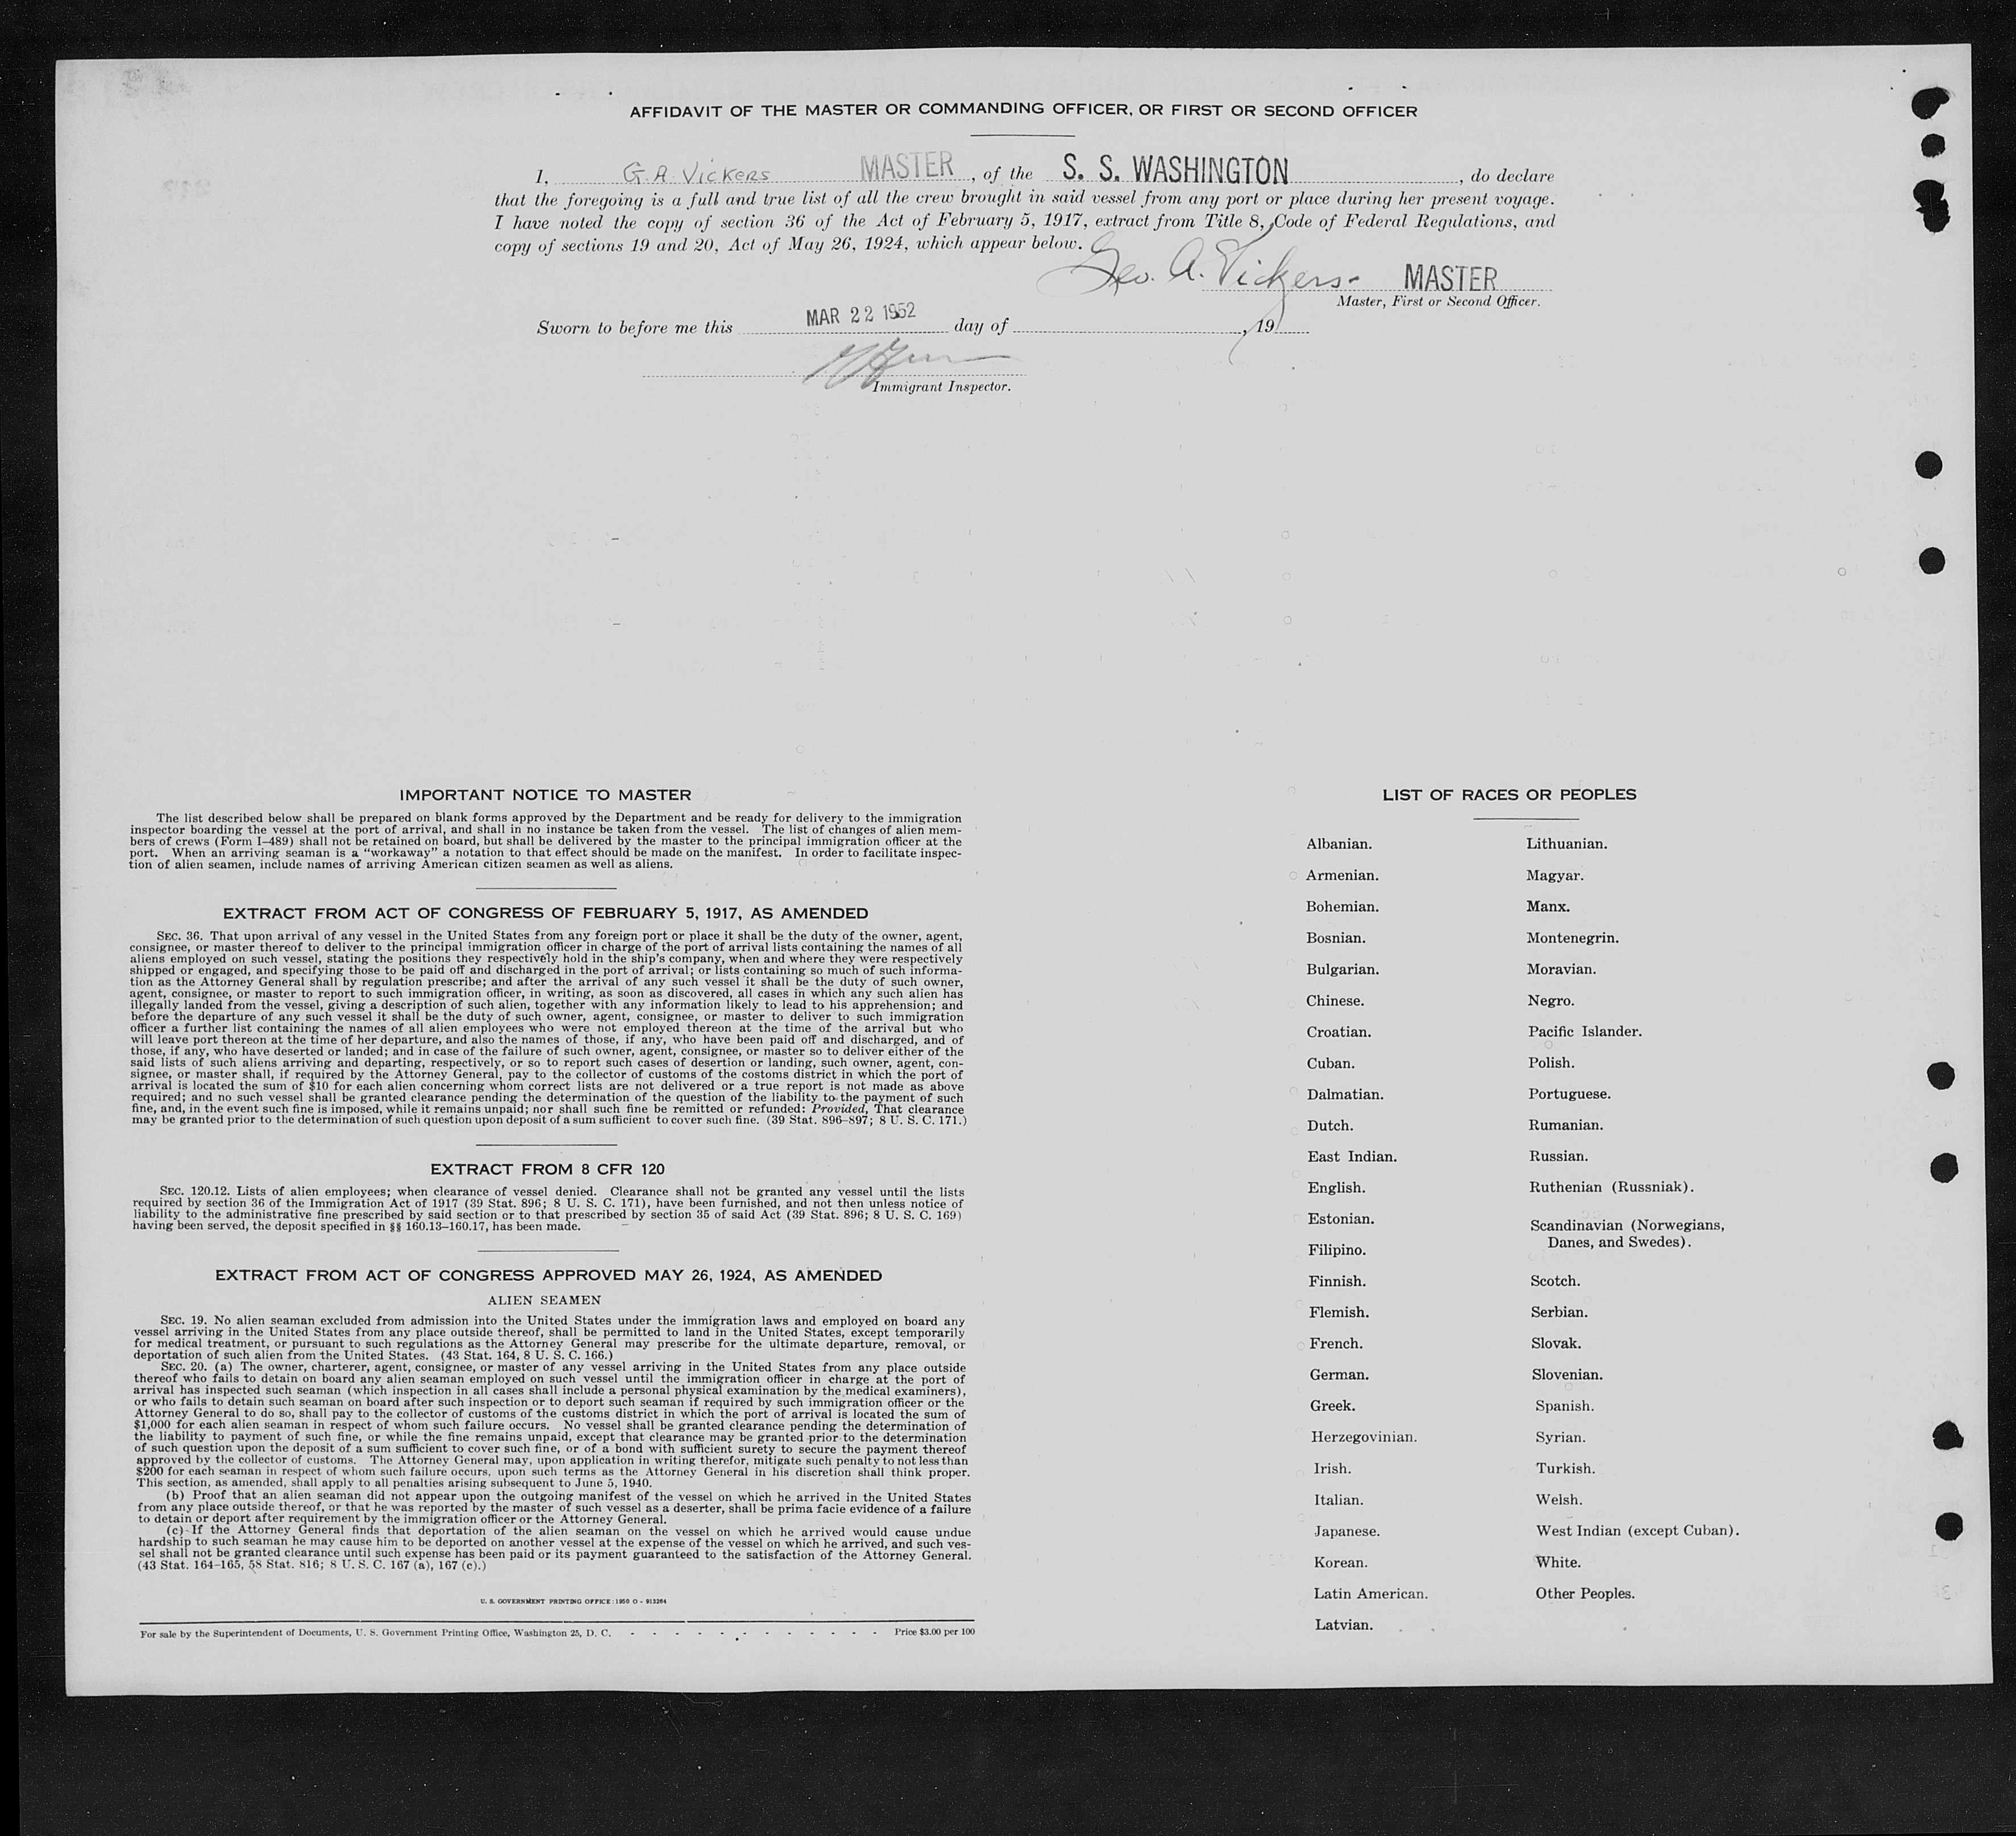 AFFIDAVIT OF THE MASTER OR COMMANDING OFFICER, OR FIRST OR SECOND OFFICER
I, G. A. Vickers MASTER, of the S. S. WASHINGTON, do declare
that the foregoing is a full and true list of all the crew brought in said vessel from any port or place during her present voyage.
I have noted the copy of section 36 of the Act of February 5, 1917, extract from Title 8, Code of Federal Regulations, and
copy of sections 19 and 20, Act of May 26, 1924, which appear below.
Geo. A. Vickers- MASTER
Master, First or Second Officer.
Sworn to before me this MAR 22 1952 day of , 19
Immigrant Inspector.
IMPORTANT NOTICE TO MASTER
The list described below shall be prepared on blank forms approved by the Department and be ready for delivery to the immigration
inspector boarding the vessel at the port of arrival, and shall in no instance be taken from the vessel. The list of changes of alien mem-
bers of crews (Form I-489) shall not be retained on board, but shall be delivered by the master to the principal immigration officer at the
port. When an arriving seaman is a "workaway" a notation to that effect should be made on the manifest. In order to facilitate inspec-
tion of alien seamen, include names of arriving American citizen seamen as well as aliens.
EXTRACT FROM ACT OF CONGRESS OF FEBRUARY 5, 1917, AS AMENDED
SEC. 36. That upon arrival of any vessel in the United States from any foreign port or place it shall be the duty of the owner, agent,
consignee, or master thereof to deliver to the principal immigration officer in charge of the port of arrival lists containing the names of all
aliens employed on such vessel, stating the positions they respectively hold in the ship's company, when and where they were respectively
shipped or engaged, and specifying those to be paid off and discharged in the port of arrival; or lists containing so much of such informa-
tion as the Attorney General shall by regulation prescribe; and after the arrival of any such vessel it shall be the duty of such owner,
agent, consignee, or master to report to such immigration officer, in writing, as soon as discovered, all cases in which any such alien has
illegally landed from the vessel, giving a description of such alien, together with any information likely to lead to his apprehension; and
before the departure of any such vessel it shall be the duty of such owner, agent, consignee, or master to deliver to such immigration
officer a further list containing the names of all alien employees who were not employed thereon at the time of the arrival but who
will leave port thereon at the time of her departure, and also the names of those, if any, who have been paid off and discharged, and of
those, if any, who have deserted or landed; and in case of the failure of such owner, agent, consignee, or master so to deliver either of the
said lists of such aliens arriving and departing, respectively, or so to report such cases of desertion or landing, such owner, agent, con-
signee, or master shall, if required by the Attorney General, pay to the collector of customs of the customs district in which the port of
arrival is located the sum of $10 for each alien concerning whom correct lists are not delivered or a true report is not made as above
required; and no such vessel shall be granted clearance pending the determination of the question of the liability to the payment of such
fine, and, in the event such fine is imposed, while it remains unpaid; nor shall such fine be remitted or refunded: Provided, That clearance
may be granted prior to the determination of such question upon deposit of a sum sufficient to cover such fine. (39 Stat. 896-897; 8 U. S. C. 171.)
EXTRACT FROM 8 CFR 120
SEC. 120.12. Lists of alien employees; when clearance of vessel denied. Clearance shall not be granted any vessel until the lists
required by section 36 of the Immigration Act of 1917 (39 Stat. 896; 8 U. S. C. 171), have been furnished, and not then unless notice of
liability to the administrative fine prescribed by said section or to that prescribed by section 35 of said Act (39 Stat. 896; 8 U. S. C. 169)
having been served, the deposit specified in §§ 160.13-160.17, has been made.
EXTRACT FROM ACT OF CONGRESS APPROVED MAY 26, 1924, AS AMENDED
ALIEN SEAMEN
SEC. 19. No alien seaman excluded from admission into the United States under the immigration laws and employed on board any
vessel arriving in the United States from any place outside thereof, shall be permitted to land in the United States, except temporarily
for medical treatment, or pursuant to such regulations as the Attorney General may prescribe for the ultimate departure, removal, or
deportation of such alien from the United States. (43 Stat. 164, 8 U. S. C. 166.)
SEC. 20. (a) The owner, charterer, agent, consignee, or master of any vessel arriving in the United States from any place outside
thereof who fails to detain on board any alien seaman employed on such vessel until the immigration officer in charge at the port of
arrival has inspected such seaman (which inspection in all cases shall include a personal physical examination by the medical examiners),
or who fails to detain such seaman on board after such inspection or to deport such seaman if required by such immigration officer or the
Attorney General to do so, shall pay to the collector of customs of the customs district in which the port of arrival is located the sum of
$1,000 for each alien seaman in respect of whom such failure occurs. No vessel shall be granted clearance pending the determination of
the liability to payment of such fine, or while the fine remains unpaid, except that clearance may be granted prior to the determination
of such question upon the deposit of a sum sufficient to cover such fine, or of a bond with sufficient surety to secure the payment thereof
approved by the collector of customs. The Attorney General may, upon application in writing therefor, mitigate such penalty to not less than
$200 for each seaman in respect of whom such failure occurs, upon such terms as the Attorney General in his discretion shall think proper.
This section, as amended, shall apply to all penalties arising subsequent to June 5, 1940.
(b) Proof that an alien seaman did not appear upon the outgoing manifest of the vessel on which he arrived in the United States
from any place outside thereof, or that he was reported by the master of such vessel as a deserter, shall be prima facie evidence of a failure
to detain or deport after requirement by the immigration officer or the Attorney General.
(c) If the Attorney General finds that deportation of the alien seaman on the vessel on which he arrived would cause undue
hardship to such seaman he may cause him to be deported on another vessel at the expense of the vessel on which he arrived, and such ves-
sel shall not be granted clearance until such expense has been paid or its payment guaranteed to the satisfaction of the Attorney General.
(43 Stat. 164-165, 58 Stat. 816; 8 U. S. C. 167 (a), 167 (c).)
U. S. GOVERNMENT PRINTING OFFICE : 1950 O - 913264
For sale by the Superintendent of Documents, U. S. Government Printing Office, Washington 25, D. C. - - - - - - - - - - - - Price $3.00 per 100
LIST OF RACES OR PEOPLES
Albanian.
Armenian.
Bohemian.
Bosnian.
Bulgarian.
Chinese.
Croatian.
Cuban.
Dalmatian.
Dutch.
East Indian.
English.
Estonian.
Filipino.
Finnish.
Flemish.
French.
German.
Greek.
Herzegovinian.
Irish.
Italian.
Japanese.
Korean.
Latin American.
Latvian.
Lithuanian.
Magyar.
Manx.
Montenegrin.
Moravian.
Negro.
Pacific Islander.
Polish.
Portuguese.
Rumanian.
Russian.
Ruthenian (Russniak).
Scandinavian (Norwegians,
Danes, and Swedes).
Scotch.
Serbian.
Slovak.
Slovenian.
Spanish.
Syrian.
Turkish.
Welsh.
West Indian (except Cuban).
White.
Other Peoples.